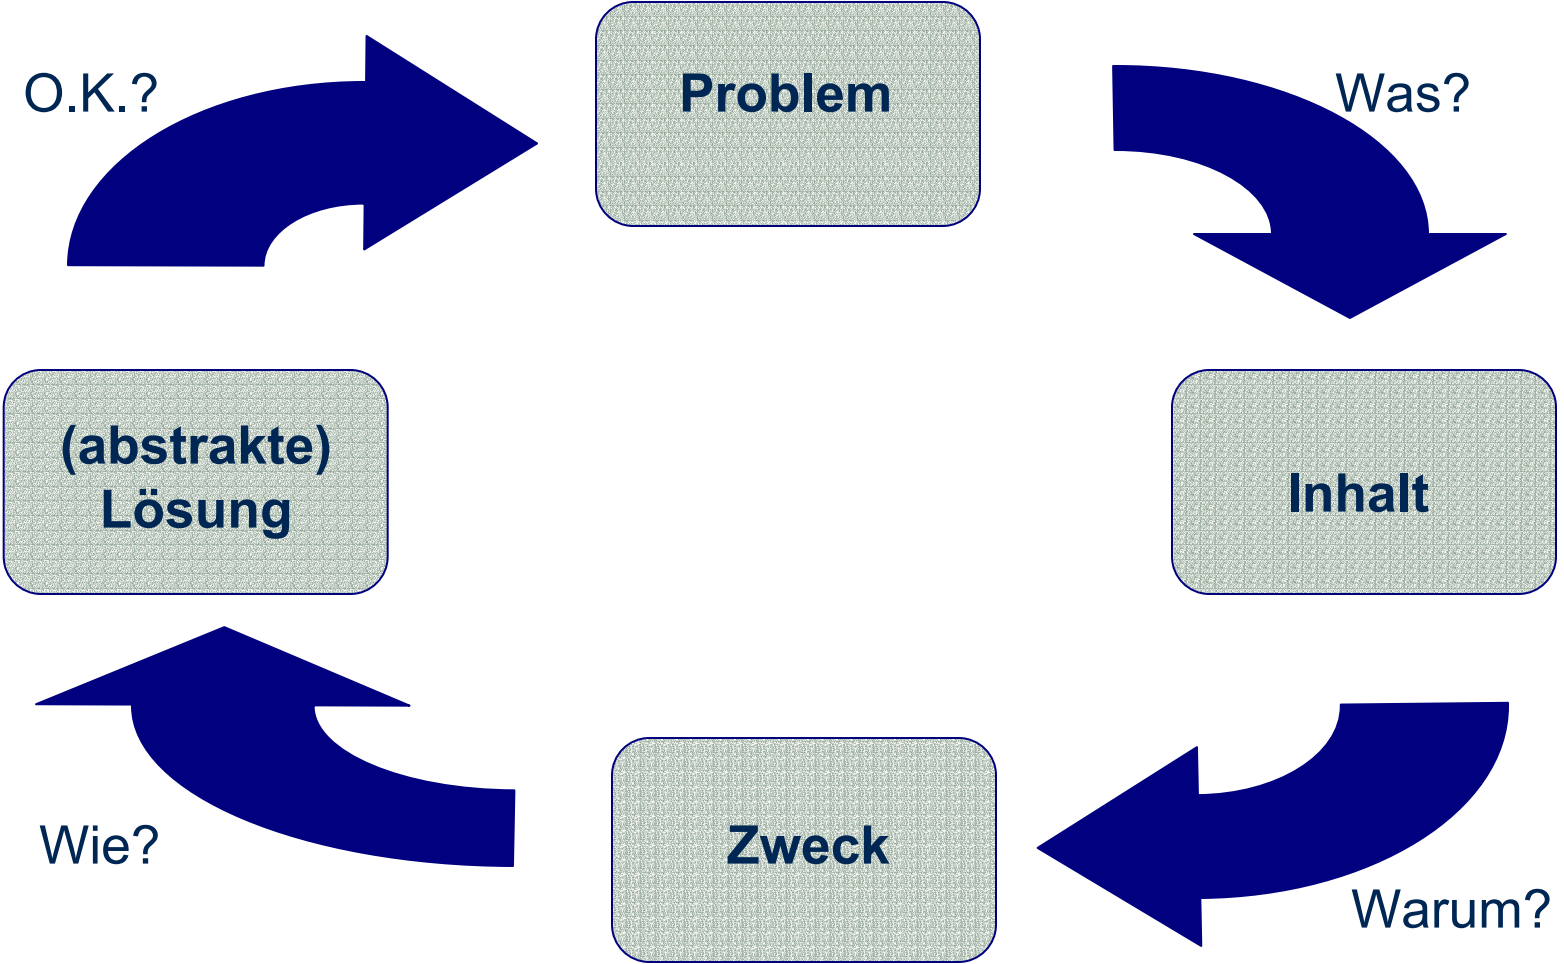 O.K.?
Problem
Was?
(abstrakte)
Lösung
Inhalt
Wie?
Zweck
Warum?